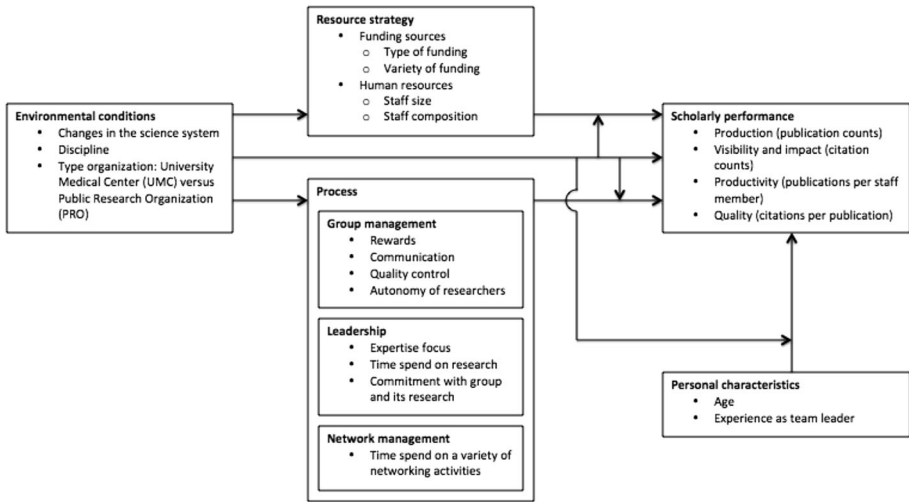 Resource strategy
• Funding sources
o Type of funding
o Variety of funding
• Human resources
o Staff size
o Staff composition
Environmental conditions
• Changes in the science system
• Discipline
• Type organization: University
Medical Center (UMC) versus
Public Research Organization
(PRO)
Scholarly performance
• Production (publication counts)
• Visibility and impact (citation
counts)
• Productivity (publications per staff
member)
• Quality (citations per publication)
Process
Group management
• Rewards
• Communication
• Quality control
• Autonomy of researchers
Leadership
• Expertise focus
• Time spend on research
• Commitment with group
and its research
Network management
• Time spend on a variety of
networking activities
Personal characteristics
• Age
• Experience as team leader